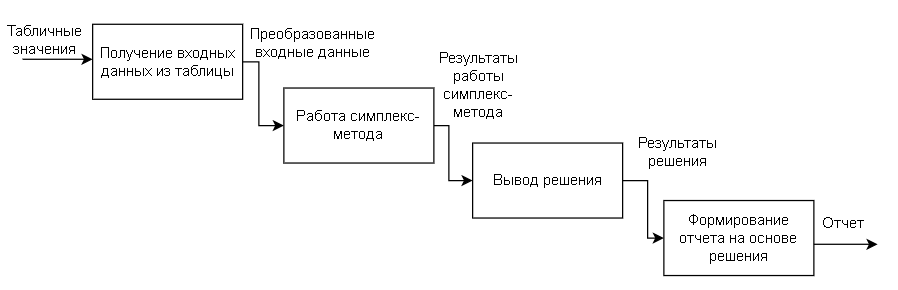 Табличные
значения
Получение входных
данных из таблицы
Преобразованные
входные данные
Работа симплекс-
метода
Результаты
работы
симплекс-
метода
Вывод решения
Результаты
решения
Формирование
отчета на основе
решения
Отчет